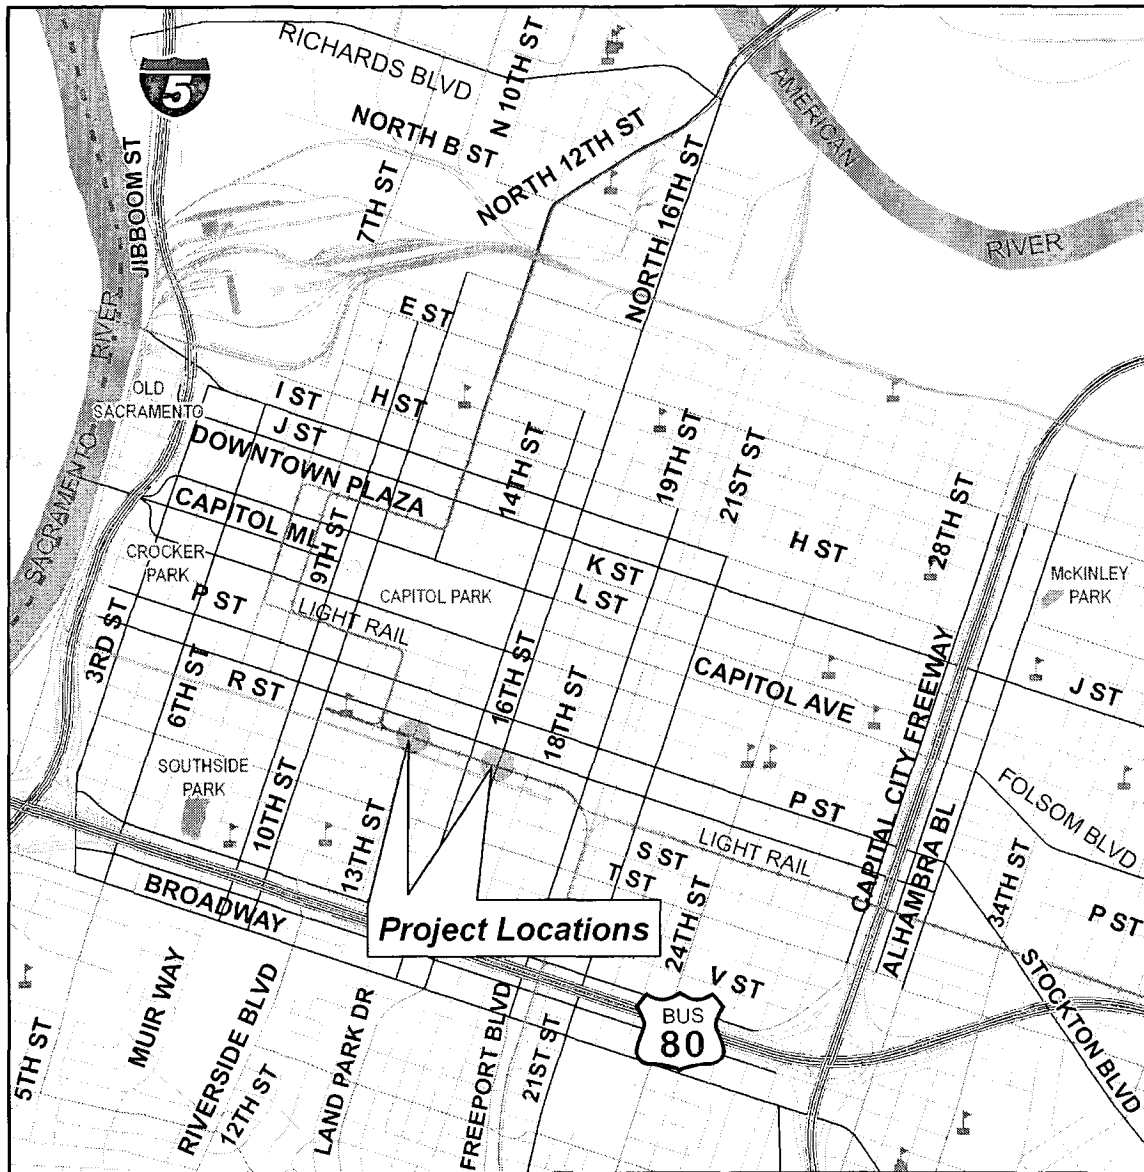 RICHARDS BLVD
N 10TH ST
5
NORTH B ST
NORTH 12TH ST
AMERICAN
RIVER
JIBBOOM ST
7TH ST
NORTH 16TH ST
SACRAMENTO RIVER
E ST
OLD
SACRAMENTO
I ST
H ST
J ST
DOWNTOWN PLAZA
14TH ST
19TH ST
21ST ST
28TH ST
H ST
CAPITOL ML
9TH ST
K ST
L ST
CROCKER
PARK
CAPITOL PARK
McKINLEY
PARK
P ST
LIGHT RAIL
3RD ST
6TH ST
R ST
16TH ST
18TH ST
CAPITOL AVE
CAPITAL CITY FREEWAY
J ST
SOUTHSIDE
PARK
10TH ST
13TH ST
P ST
FOLSOM BLVD
LIGHT RAIL
S ST
T ST
24TH ST
ALHAMBRA BL
34TH ST
P ST
BROADWAY
Project Locations
V ST
STOCKTON BLVD
BUS
80
5TH ST
MUIR WAY
RIVERSIDE BLVD
12TH ST
LAND PARK DR
FREEPORT BLVD
21ST ST